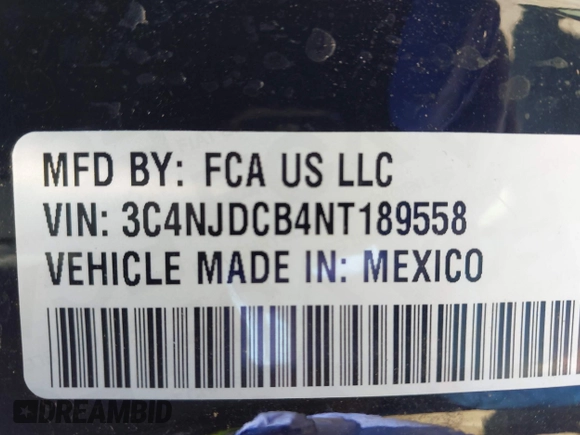 MFD BY: FCA US LLC
VIN: 3C4NJDCB4NT189558
VEHICLE MADE IN: MEXICO
DREAMBID